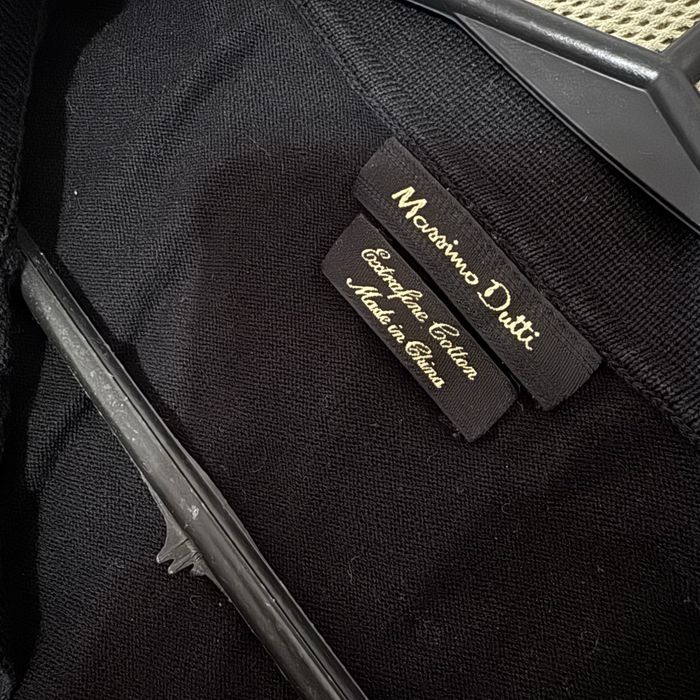 Massimo Dutti
Extrafine Cotton
Made in China